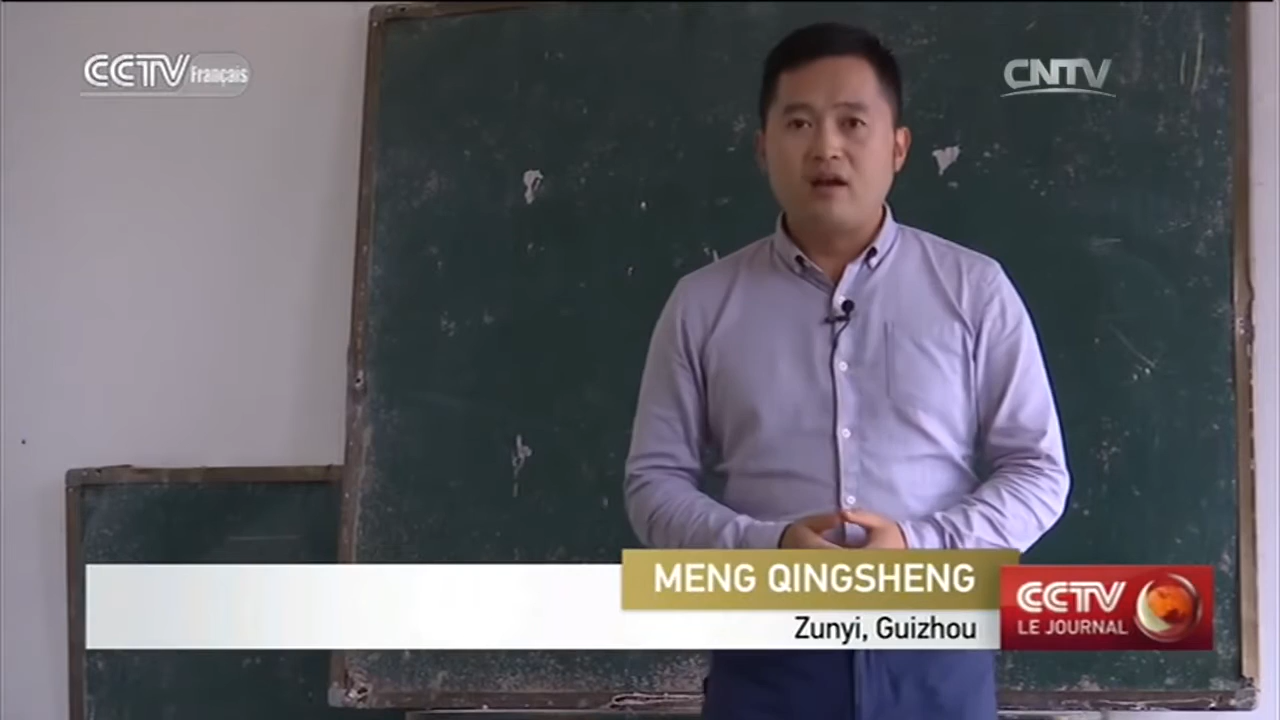 CCTV Français
CNTV
MENG QINGSHENG
Zunyi, Guizhou
CCTV
LE JOURNAL